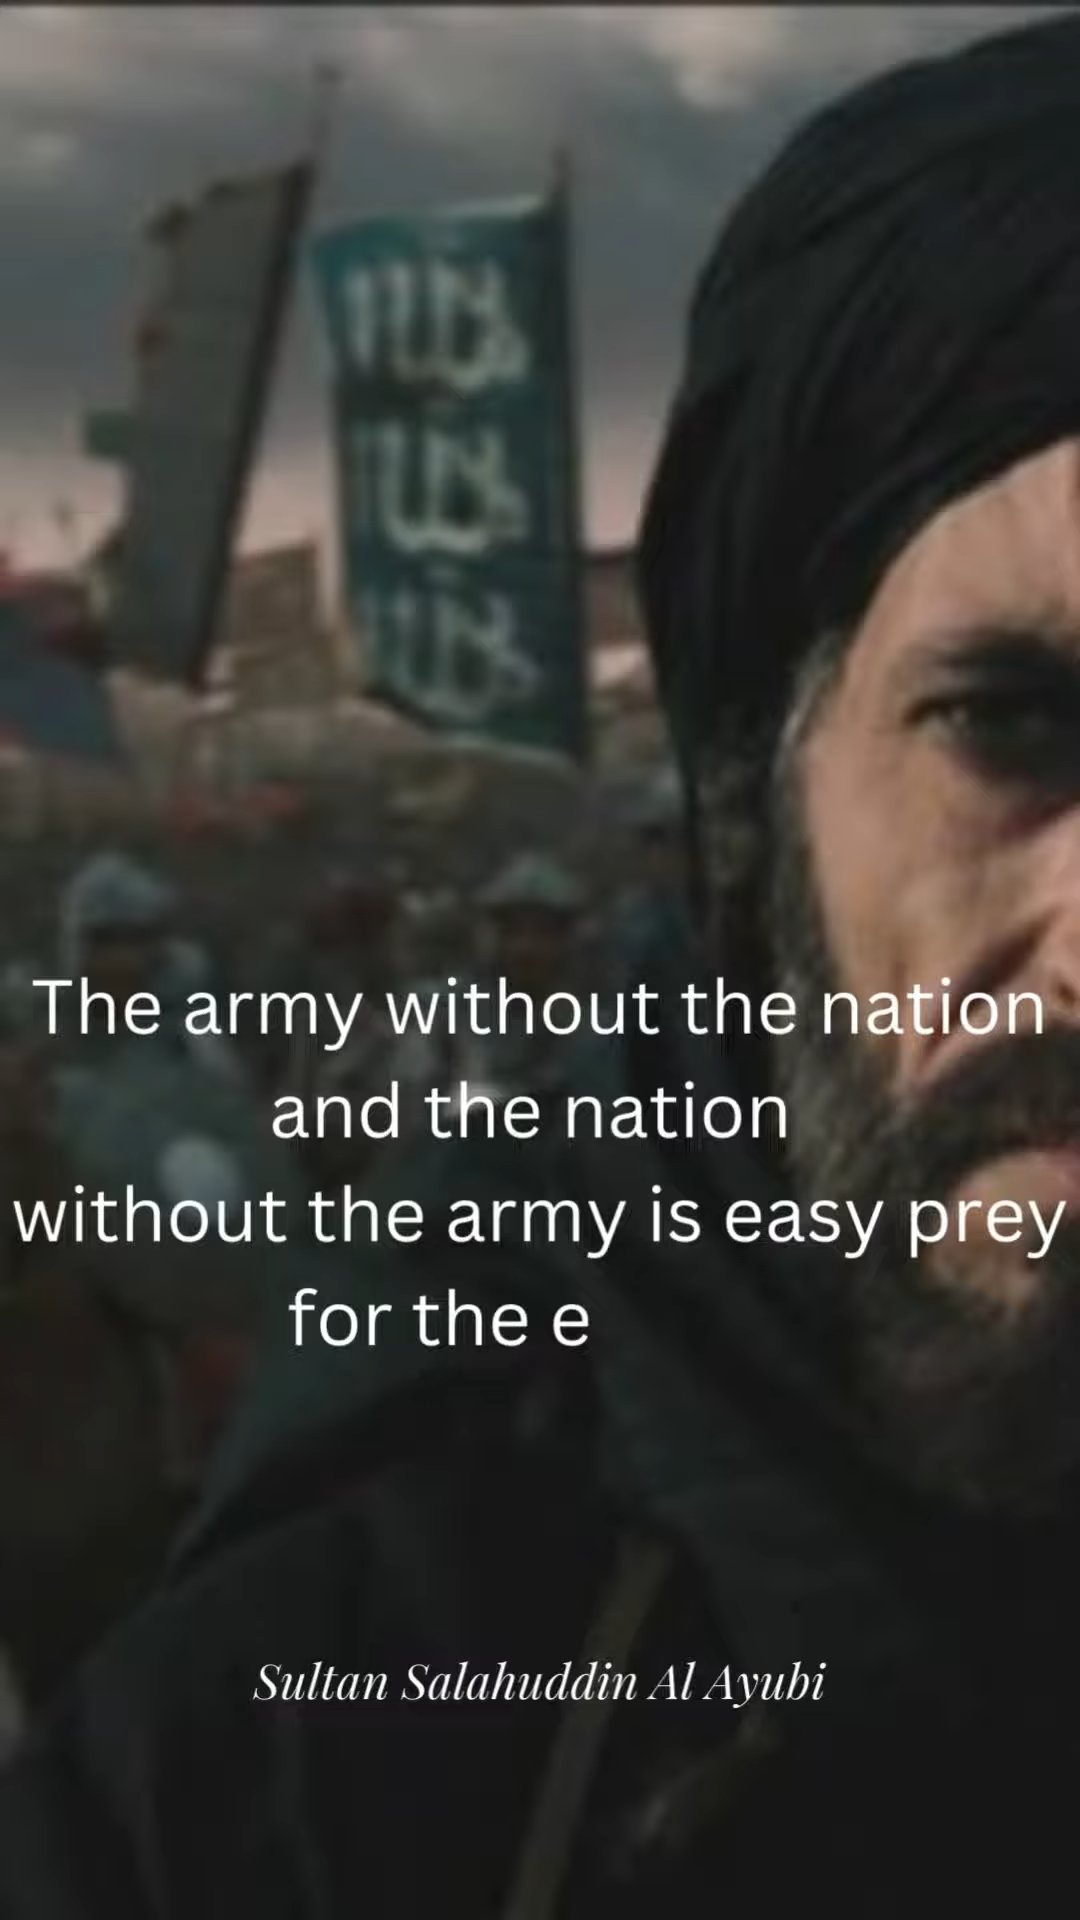 The army without the nation
and the nation
without the army is easy prey
for the e
Sultan Salahuddin Al Ayubi